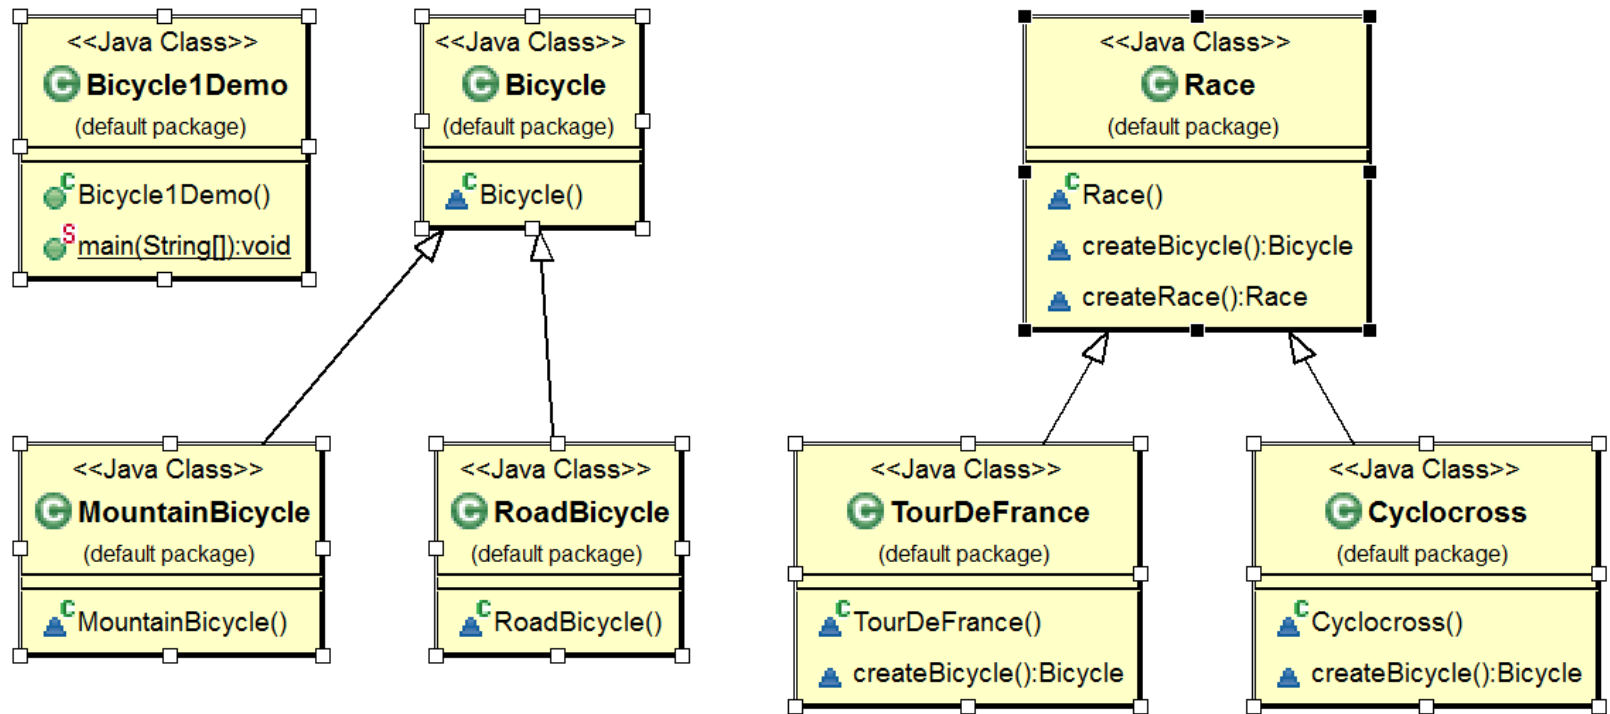 <<Java Class>>
Bicycle1Demo
(default package)
Bicycle1Demo()
main(String[]):void
<<Java Class>>
Bicycle
(default package)
Bicycle()
<<Java Class>>
Race
(default package)
Race()
createBicycle():Bicycle
createRace():Race
<<Java Class>>
MountainBicycle
(default package)
MountainBicycle()
<<Java Class>>
RoadBicycle
(default package)
RoadBicycle()
<<Java Class>>
TourDeFrance
(default package)
TourDeFrance()
createBicycle():Bicycle
<<Java Class>>
Cyclocross
(default package)
Cyclocross()
createBicycle():Bicycle